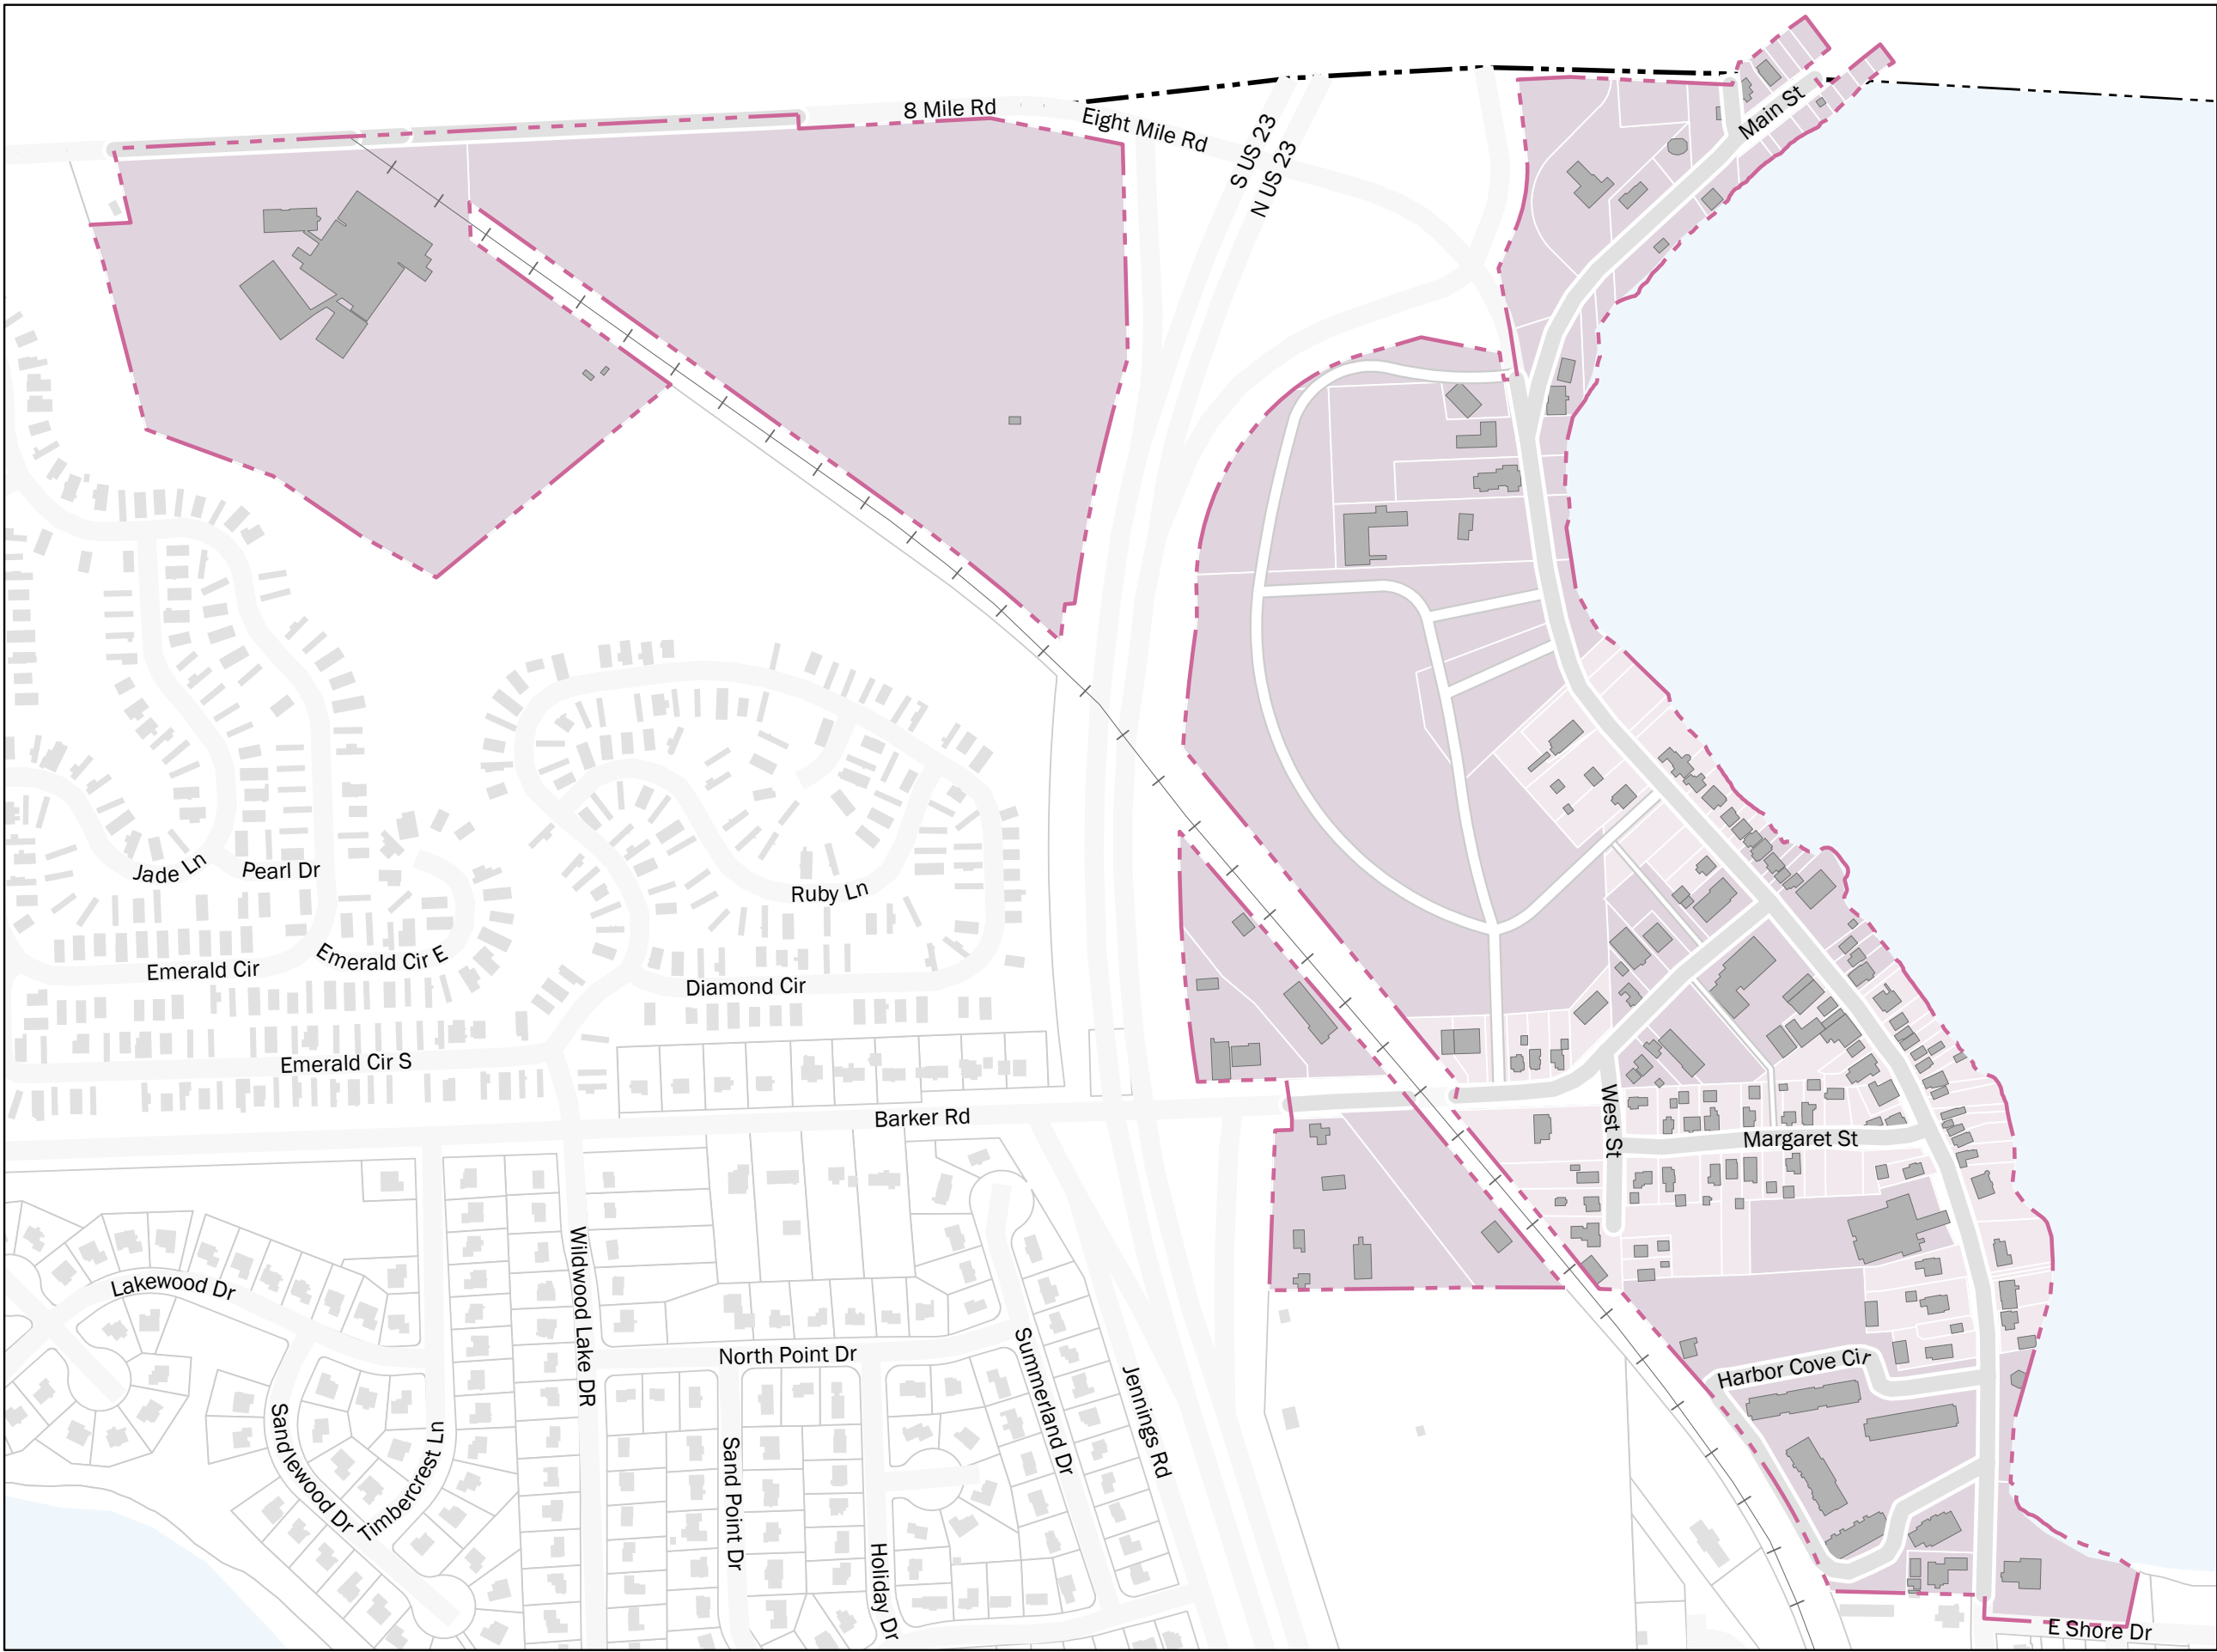 8 Mile Rd
Eight Mile Rd
S US 23
N US 23
Main St
Jade Ln
Pearl Dr
Ruby Ln
Emerald Cir
Emerald Cir E
Diamond Cir
Emerald Cir S
Barker Rd
West St
Margaret St
Lakewood Dr
Wildwood Lake DR
North Point Dr
Summerland Dr
Jennings Rd
Harbor Cove Cir
Sandlewood Dr
Timbercrest Ln
Sand Point Dr
Holiday Dr
E Shore Dr